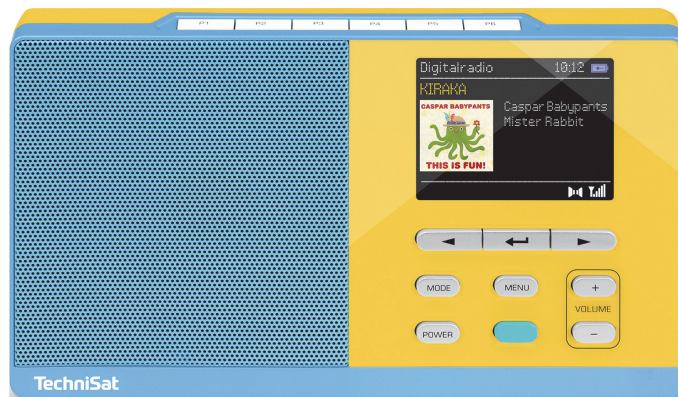 P1 P2 P3 P4 P5 P6
Digitalradio 10:12
KIRAKA
CASPAR BABYPANTS
THIS IS FUN!
Caspar Babypants
Mister Rabbit
MODE MENU
+
VOLUME
POWER
−
TechniSat